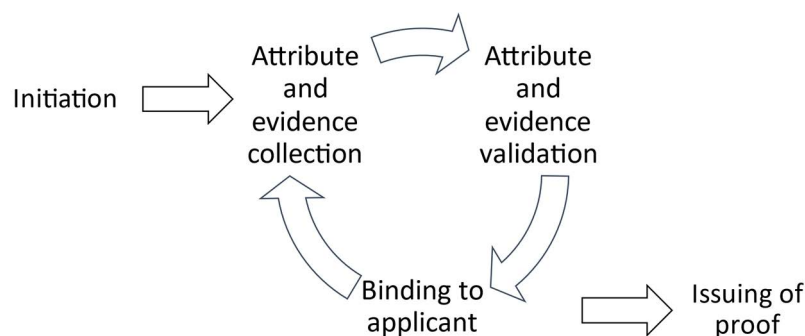 Initiation
Attribute
and
evidence
collection
Attribute
and
evidence
validation
Binding to
applicant
Issuing of
proof